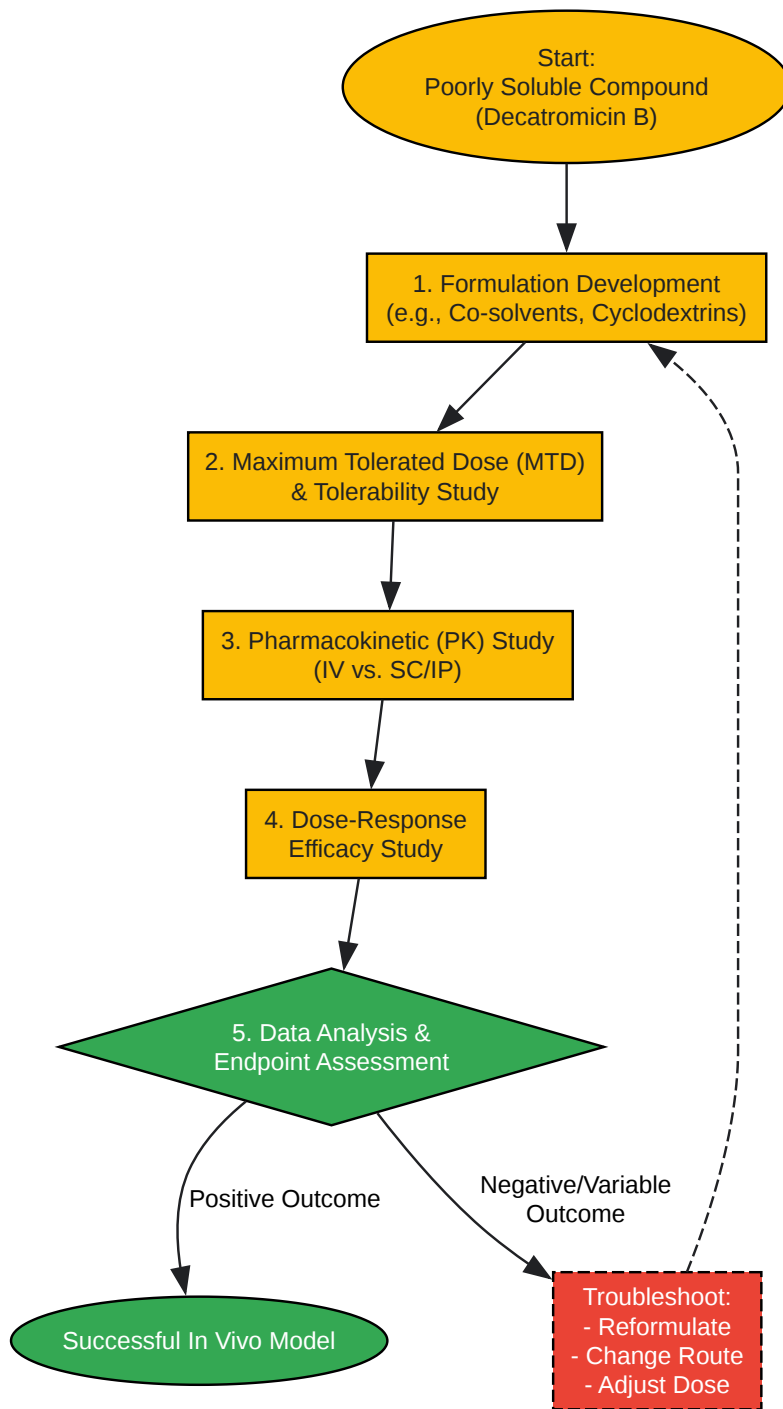 Start:
Poorly Soluble Compound
(Decatromicin B)
1. Formulation Development
(e.g., Co-solvents, Cyclodextrins)
2. Maximum Tolerated Dose (MTD)
& Tolerability Study
3. Pharmacokinetic (PK) Study
(IV vs. SC/IP)
4. Dose-Response
Efficacy Study
5. Data Analysis &
Endpoint Assessment
Positive Outcome
Negative/Variable
Outcome
Successful In Vivo Model
Troubleshoot:
- Reformulate
- Change Route
- Adjust Dose